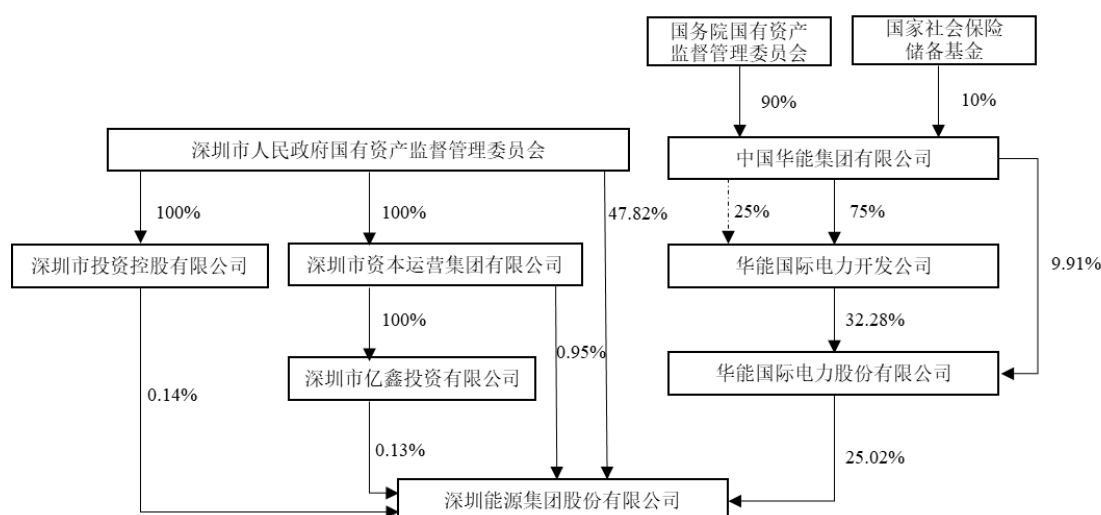 国务院国有资产
监督管理委员会
国家社会保险
储备基金
90%
10%
深圳市人民政府国有资产监督管理委员会
中国华能集团有限公司
100%
100%
47.82%
25%
75%
深圳市投资控股有限公司
深圳市资本运营集团有限公司
华能国际电力开发公司
9.91%
100%
32.28%
0.95%
深圳市亿鑫投资有限公司
华能国际电力股份有限公司
0.14%
0.13%
25.02%
深圳能源集团股份有限公司